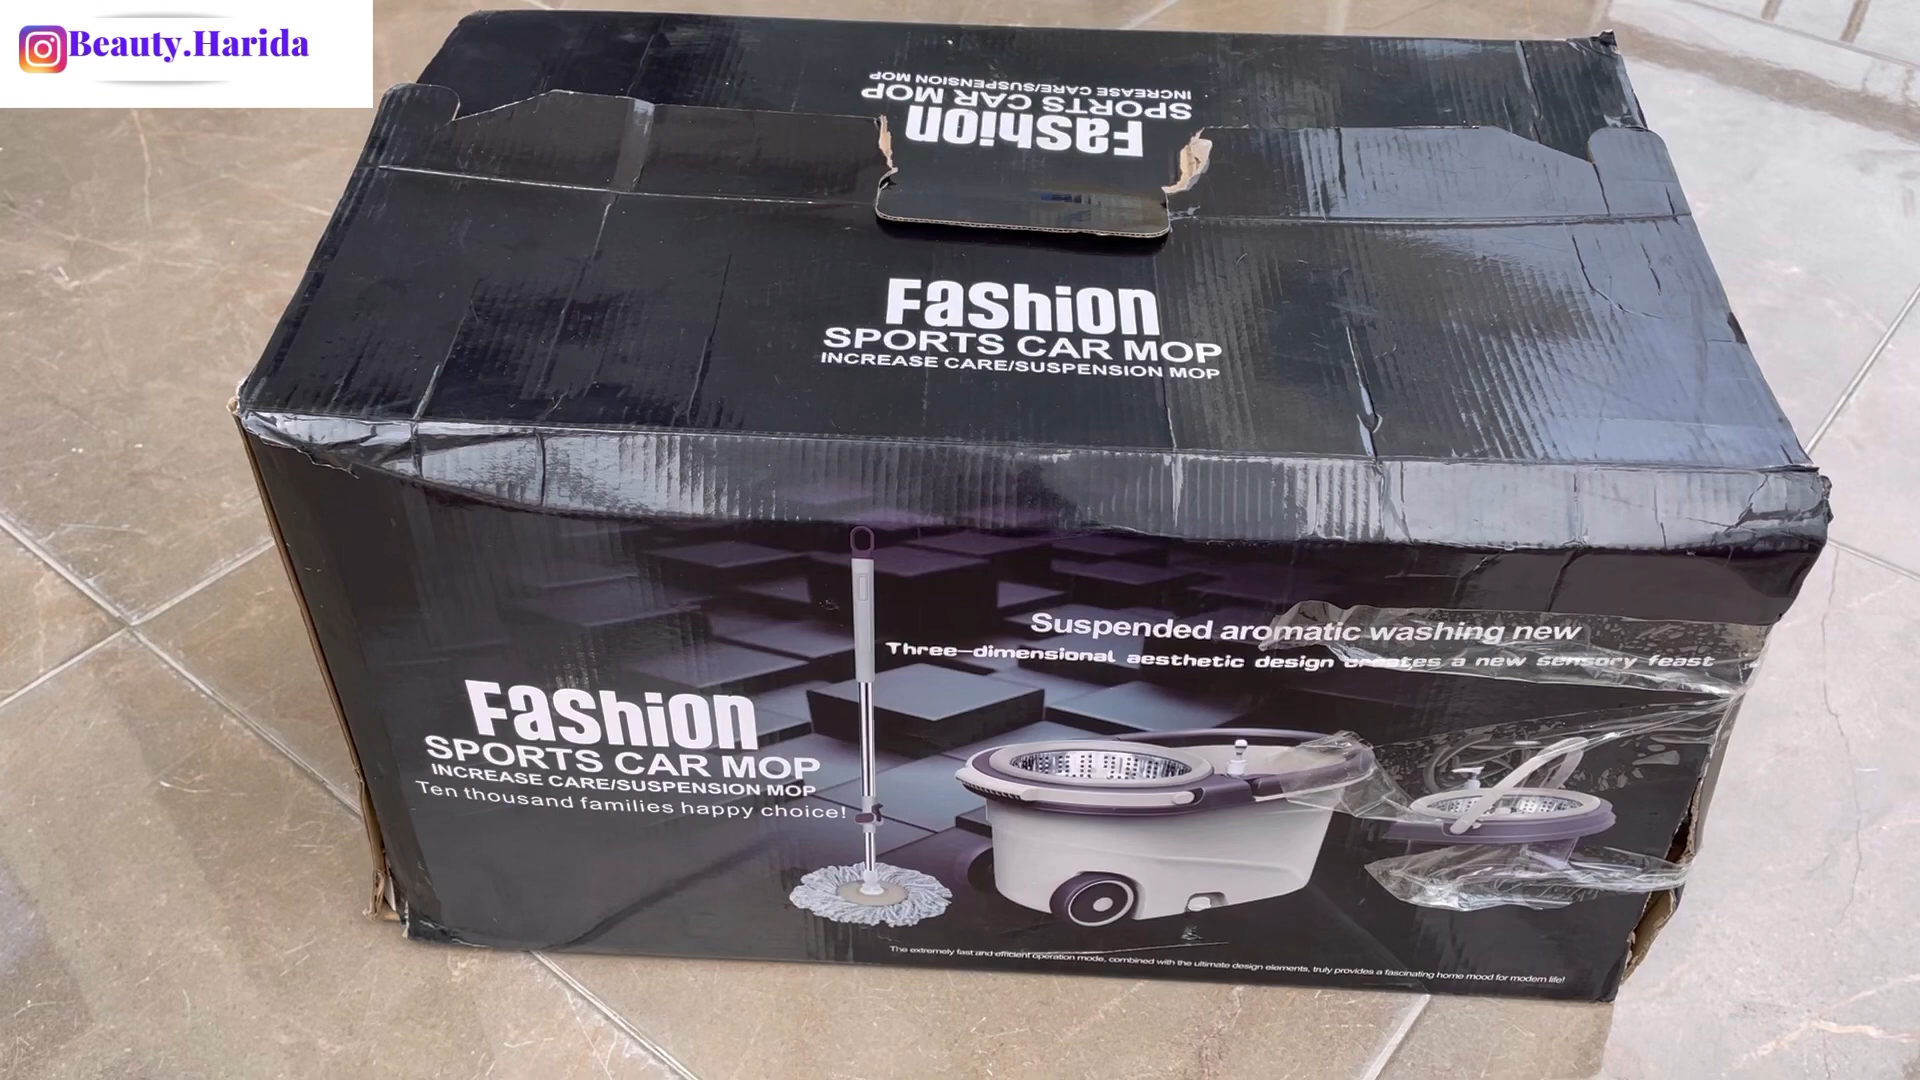 Beauty.Harida
INCREASE CARE/SUSPENSION MOP
SPORTS CAR MOP
FaShion
FaShion
SPORTS CAR MOP
INCREASE CARE/SUSPENSION MOP
Suspended aromatic washing new
Three-dimensional aesthetic design creates a new sensory feast
FaShion
SPORTS CAR MOP
INCREASE CARE/SUSPENSION MOP
Ten thousand families happy choice!
The extremely fast and efficient operation mode, combined with the ultimate design elements, truly provides a fascinating home mood for modern life!